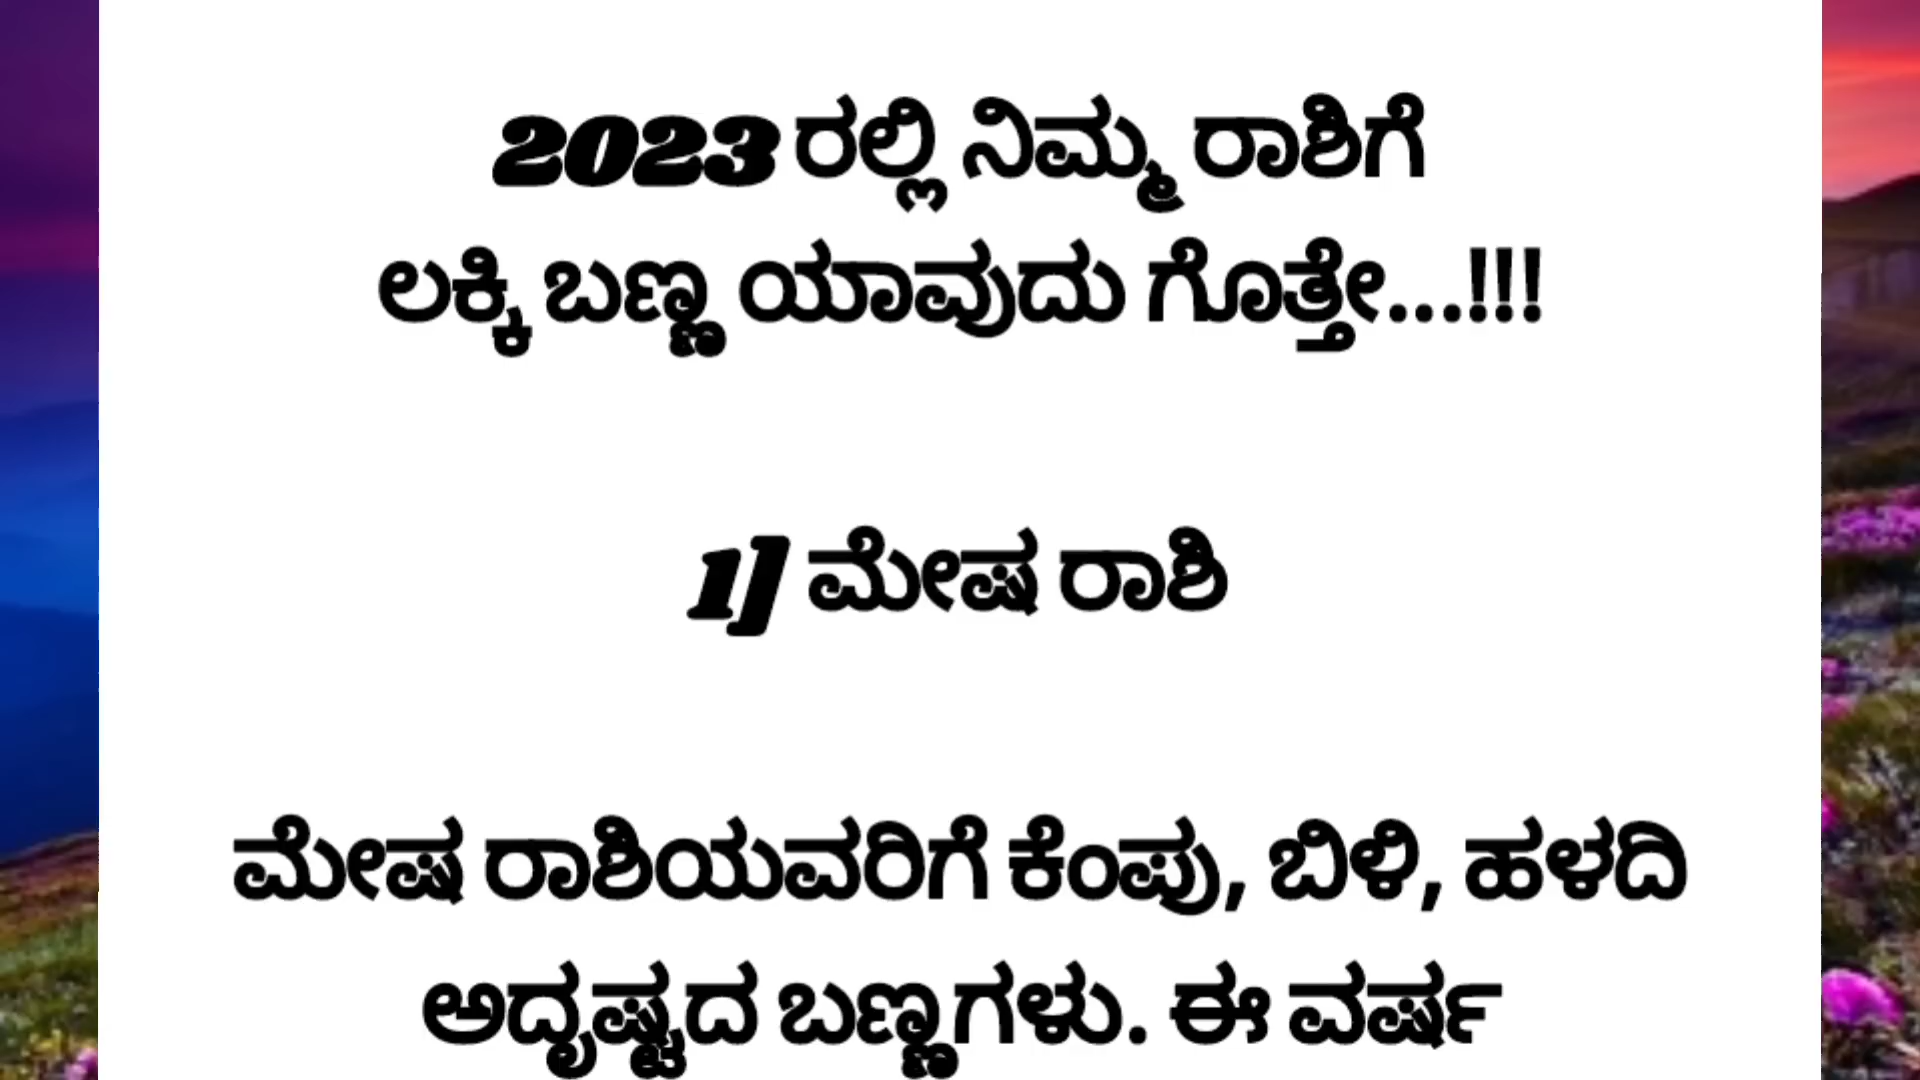 2023 ರಲ್ಲಿ ನಿಮ್ಮ ರಾಶಿಗೆ
ಲಕ್ಕಿ ಬಣ್ಣ ಯಾವುದು ಗೊತ್ತೇ...!!!
1] ಮೇಷ ರಾಶಿ
ಮೇಷ ರಾಶಿಯವರಿಗೆ ಕೆಂಪು, ಬಿಳಿ, ಹಳದಿ
ಅದೃಷ್ಟದ ಬಣ್ಣಗಳು. ಈ ವರ್ಷ